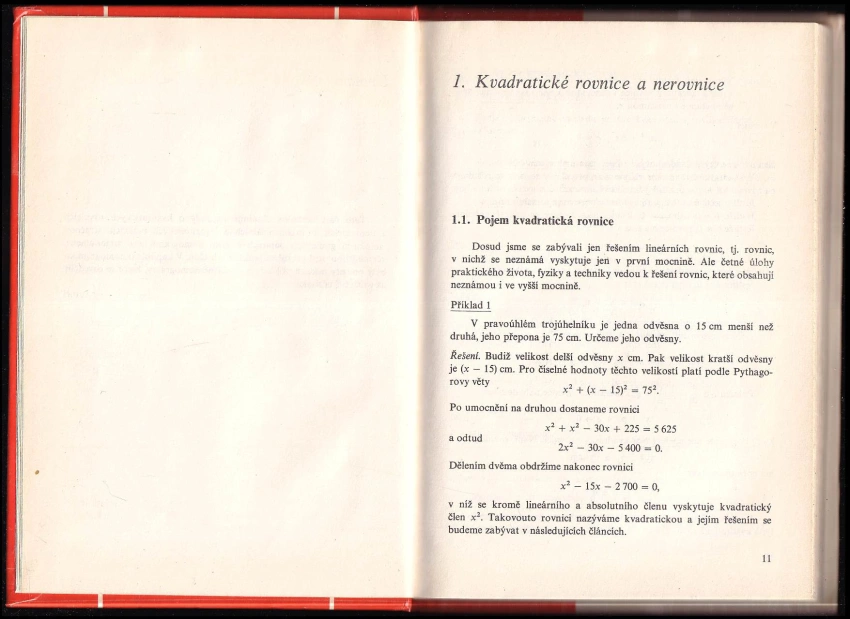 1. Kvadratické rovnice a nerovnice
1.1. Pojem kvadratická rovnice
Dosud jsme se zabývali jen řešením lineárních rovnic, tj. rovnic,
v nichž se neznámá vyskytuje jen v první mocnině. Ale četné úlohy
praktického života, fyziky a techniky vedou k řešení rovnic, které obsahují
neznámou i ve vyšší mocnině.
Příklad 1
V pravoúhlém trojúhelníku je jedna odvěsna o 15 cm menší než
druhá, jeho přepona je 75 cm. Určeme jeho odvěsny.
Řešení. Budiž velikost delší odvěsny x cm. Pak velikost kratší odvěsny
je (x − 15) cm. Pro číselné hodnoty těchto velikostí platí podle Pythago-
rovy věty
x² + (x − 15)² = 75².
Po umocnění na druhou dostaneme rovnici
x² + x² − 30x + 225 = 5 625
a odtud
2x² − 30x − 5 400 = 0.
Dělením dvěma obdržíme nakonec rovnici
x² − 15x − 2 700 = 0,
v níž se kromě lineárního a absolutního členu vyskytuje kvadratický
člen x². Takovouto rovnici nazýváme kvadratickou a jejím řešením se
budeme zabývat v následujících článcích.
11